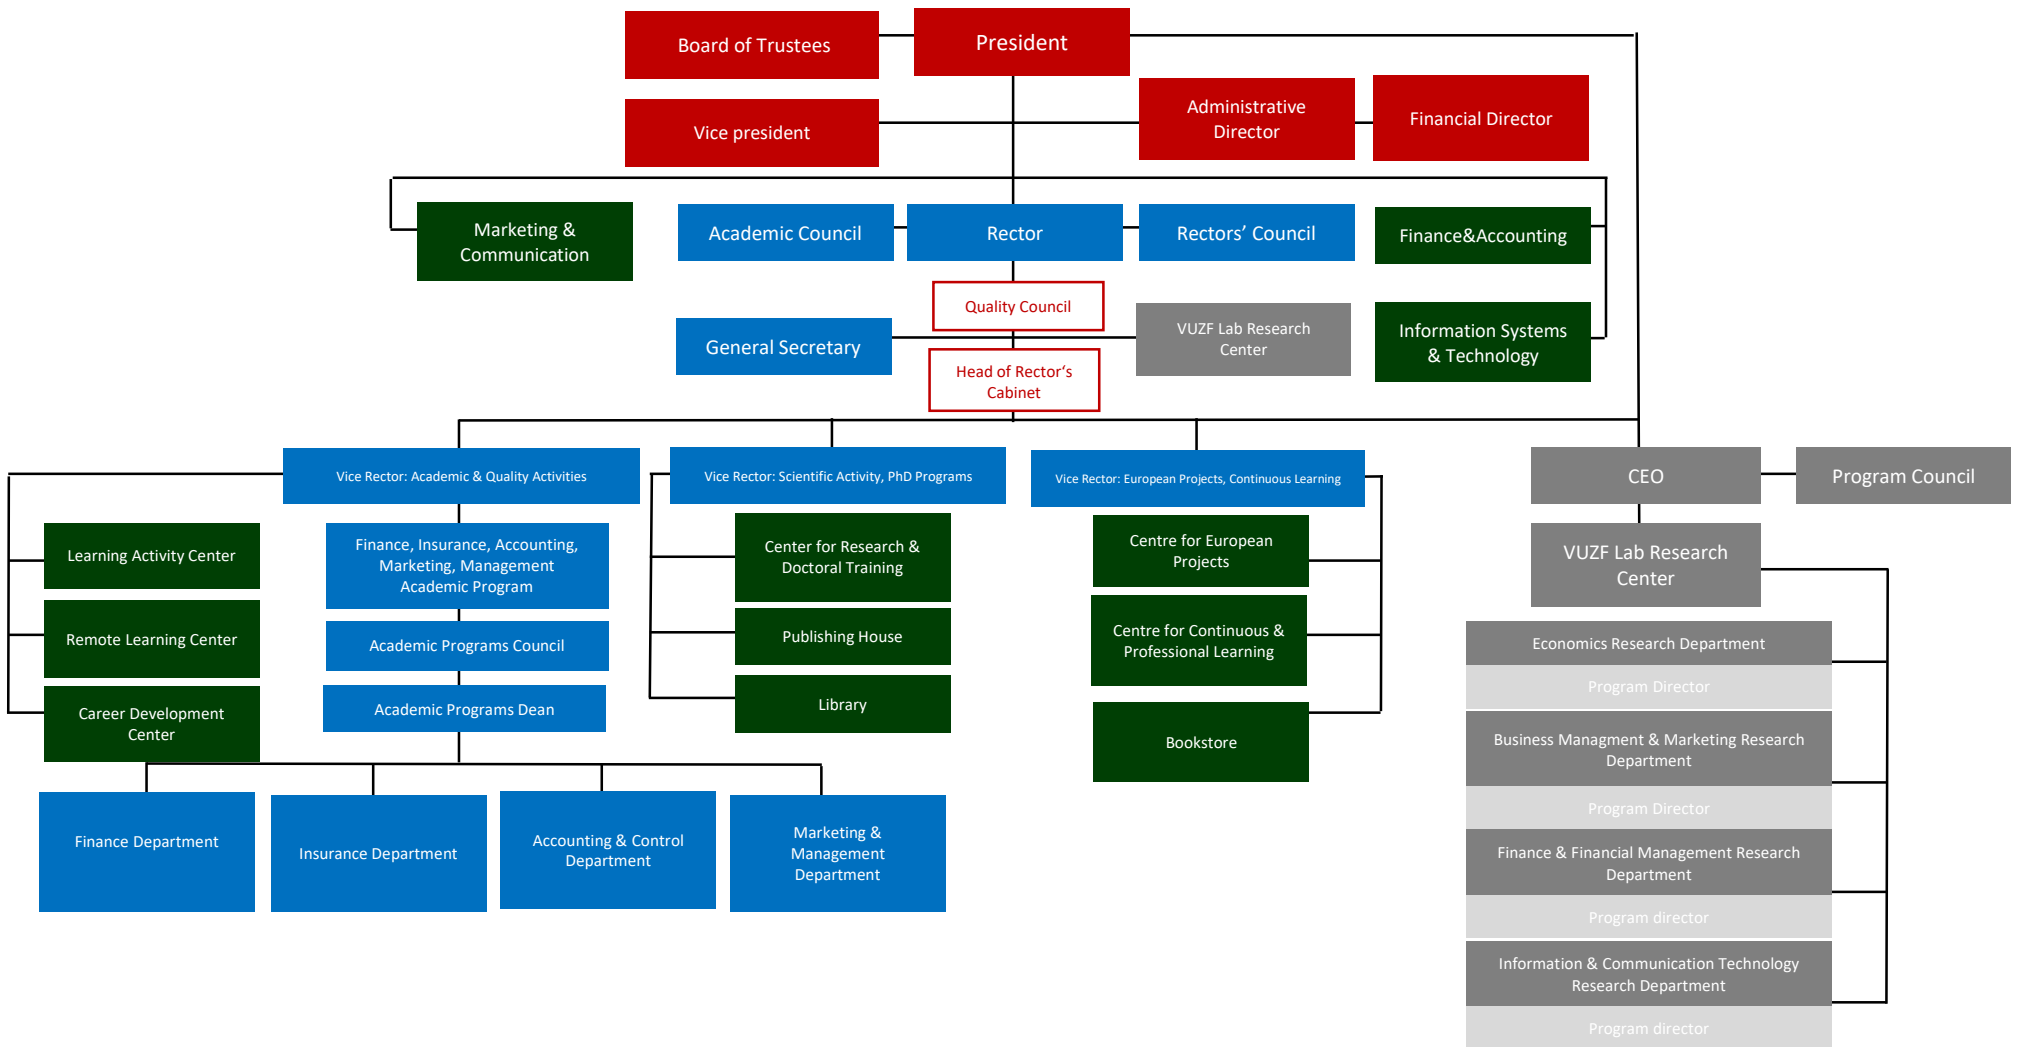 Board of Trustees
President
Vice president
Administrative
Director
Financial Director
Marketing &
Communication
Academic Council
Rector
Rectors’ Council
Finance&Accounting
Quality Council
General Secretary
VUZF Lab Research
Center
Information Systems
& Technology
Head of Rector‘s
Cabinet
Vice Rector: Academic & Quality Activities
Vice Rector: Scientific Activity, PhD Programs
Vice Rector: European Projects, Continuous Learning
CEO
Program Council
Learning Activity Center
Remote Learning Center
Career Development
Center
Finance, Insurance, Accounting,
Marketing, Management
Academic Program
Academic Programs Council
Academic Programs Dean
Center for Research &
Doctoral Training
Publishing House
Library
Centre for European
Projects
Centre for Continuous &
Professional Learning
Bookstore
VUZF Lab Research
Center
Economics Research Department
Program Director
Business Managment & Marketing Research
Department
Program Director
Finance & Financial Management Research
Department
Program director
Information & Communication Technology
Research Department
Program director
Finance Department
Insurance Department
Accounting & Control
Department
Marketing &
Management
Department